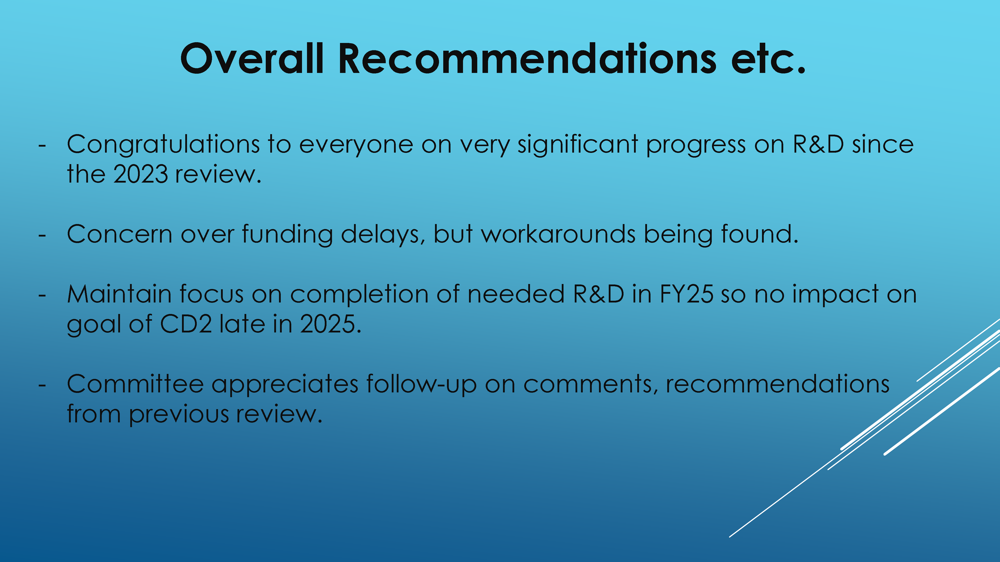 Overall Recommendations etc.
- Congratulations to everyone on very significant progress on R&D since
the 2023 review.
- Concern over funding delays, but workarounds being found.
- Maintain focus on completion of needed R&D in FY25 so no impact on
goal of CD2 late in 2025.
- Committee appreciates follow-up on comments, recommendations
from previous review.